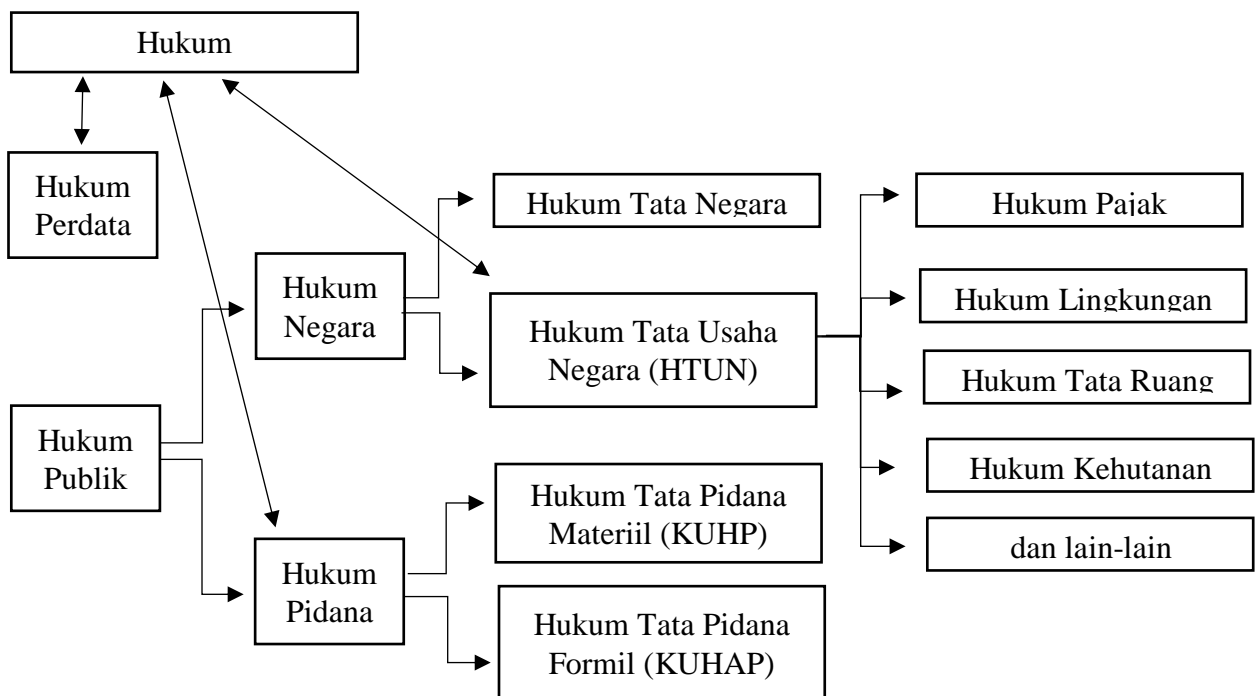 Hukum
Hukum
Perdata
Hukum Tata Negara
Hukum Pajak
Hukum
Negara
Hukum Tata Usaha
Negara (HTUN)
Hukum Lingkungan
Hukum Tata Ruang
Hukum
Publik
Hukum Kehutanan
Hukum Tata Pidana
Materiil (KUHP)
dan lain-lain
Hukum
Pidana
Hukum Tata Pidana
Formil (KUHAP)